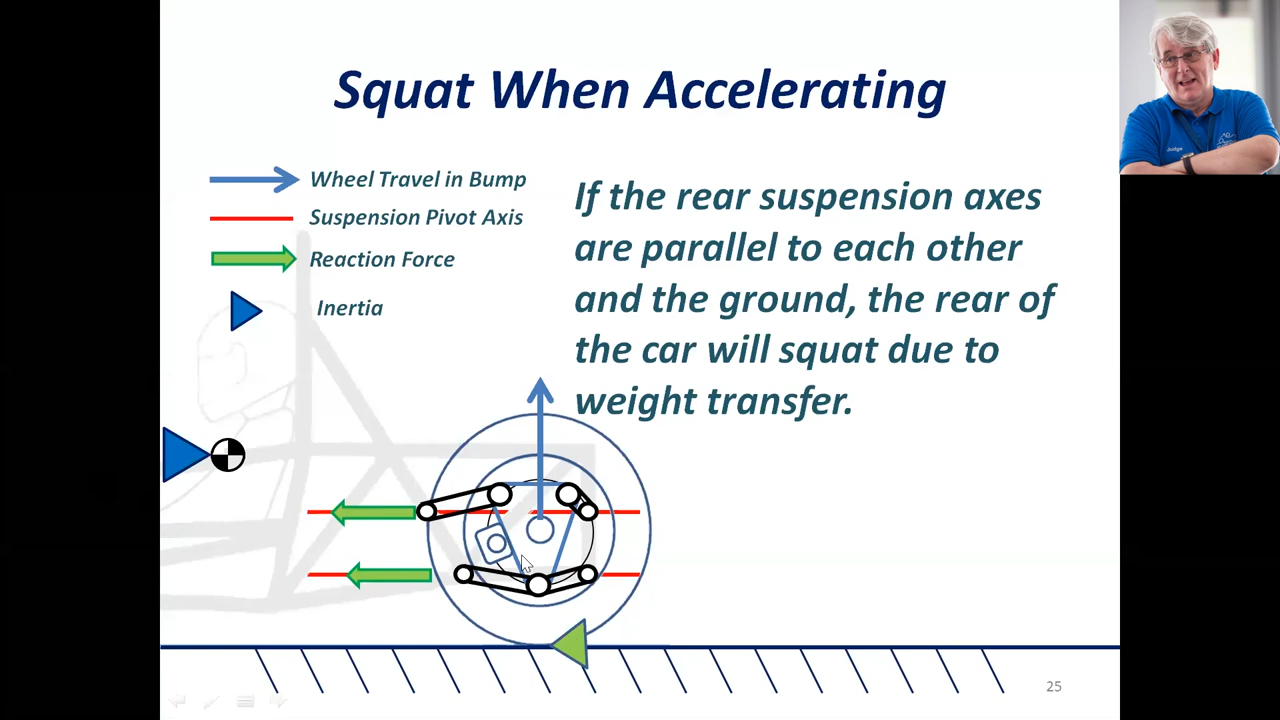 Squat When Accelerating
Wheel Travel in Bump
Suspension Pivot Axis
Reaction Force
Inertia
If the rear suspension axes
are parallel to each other
and the ground, the rear of
the car will squat due to
weight transfer.
25
Judge